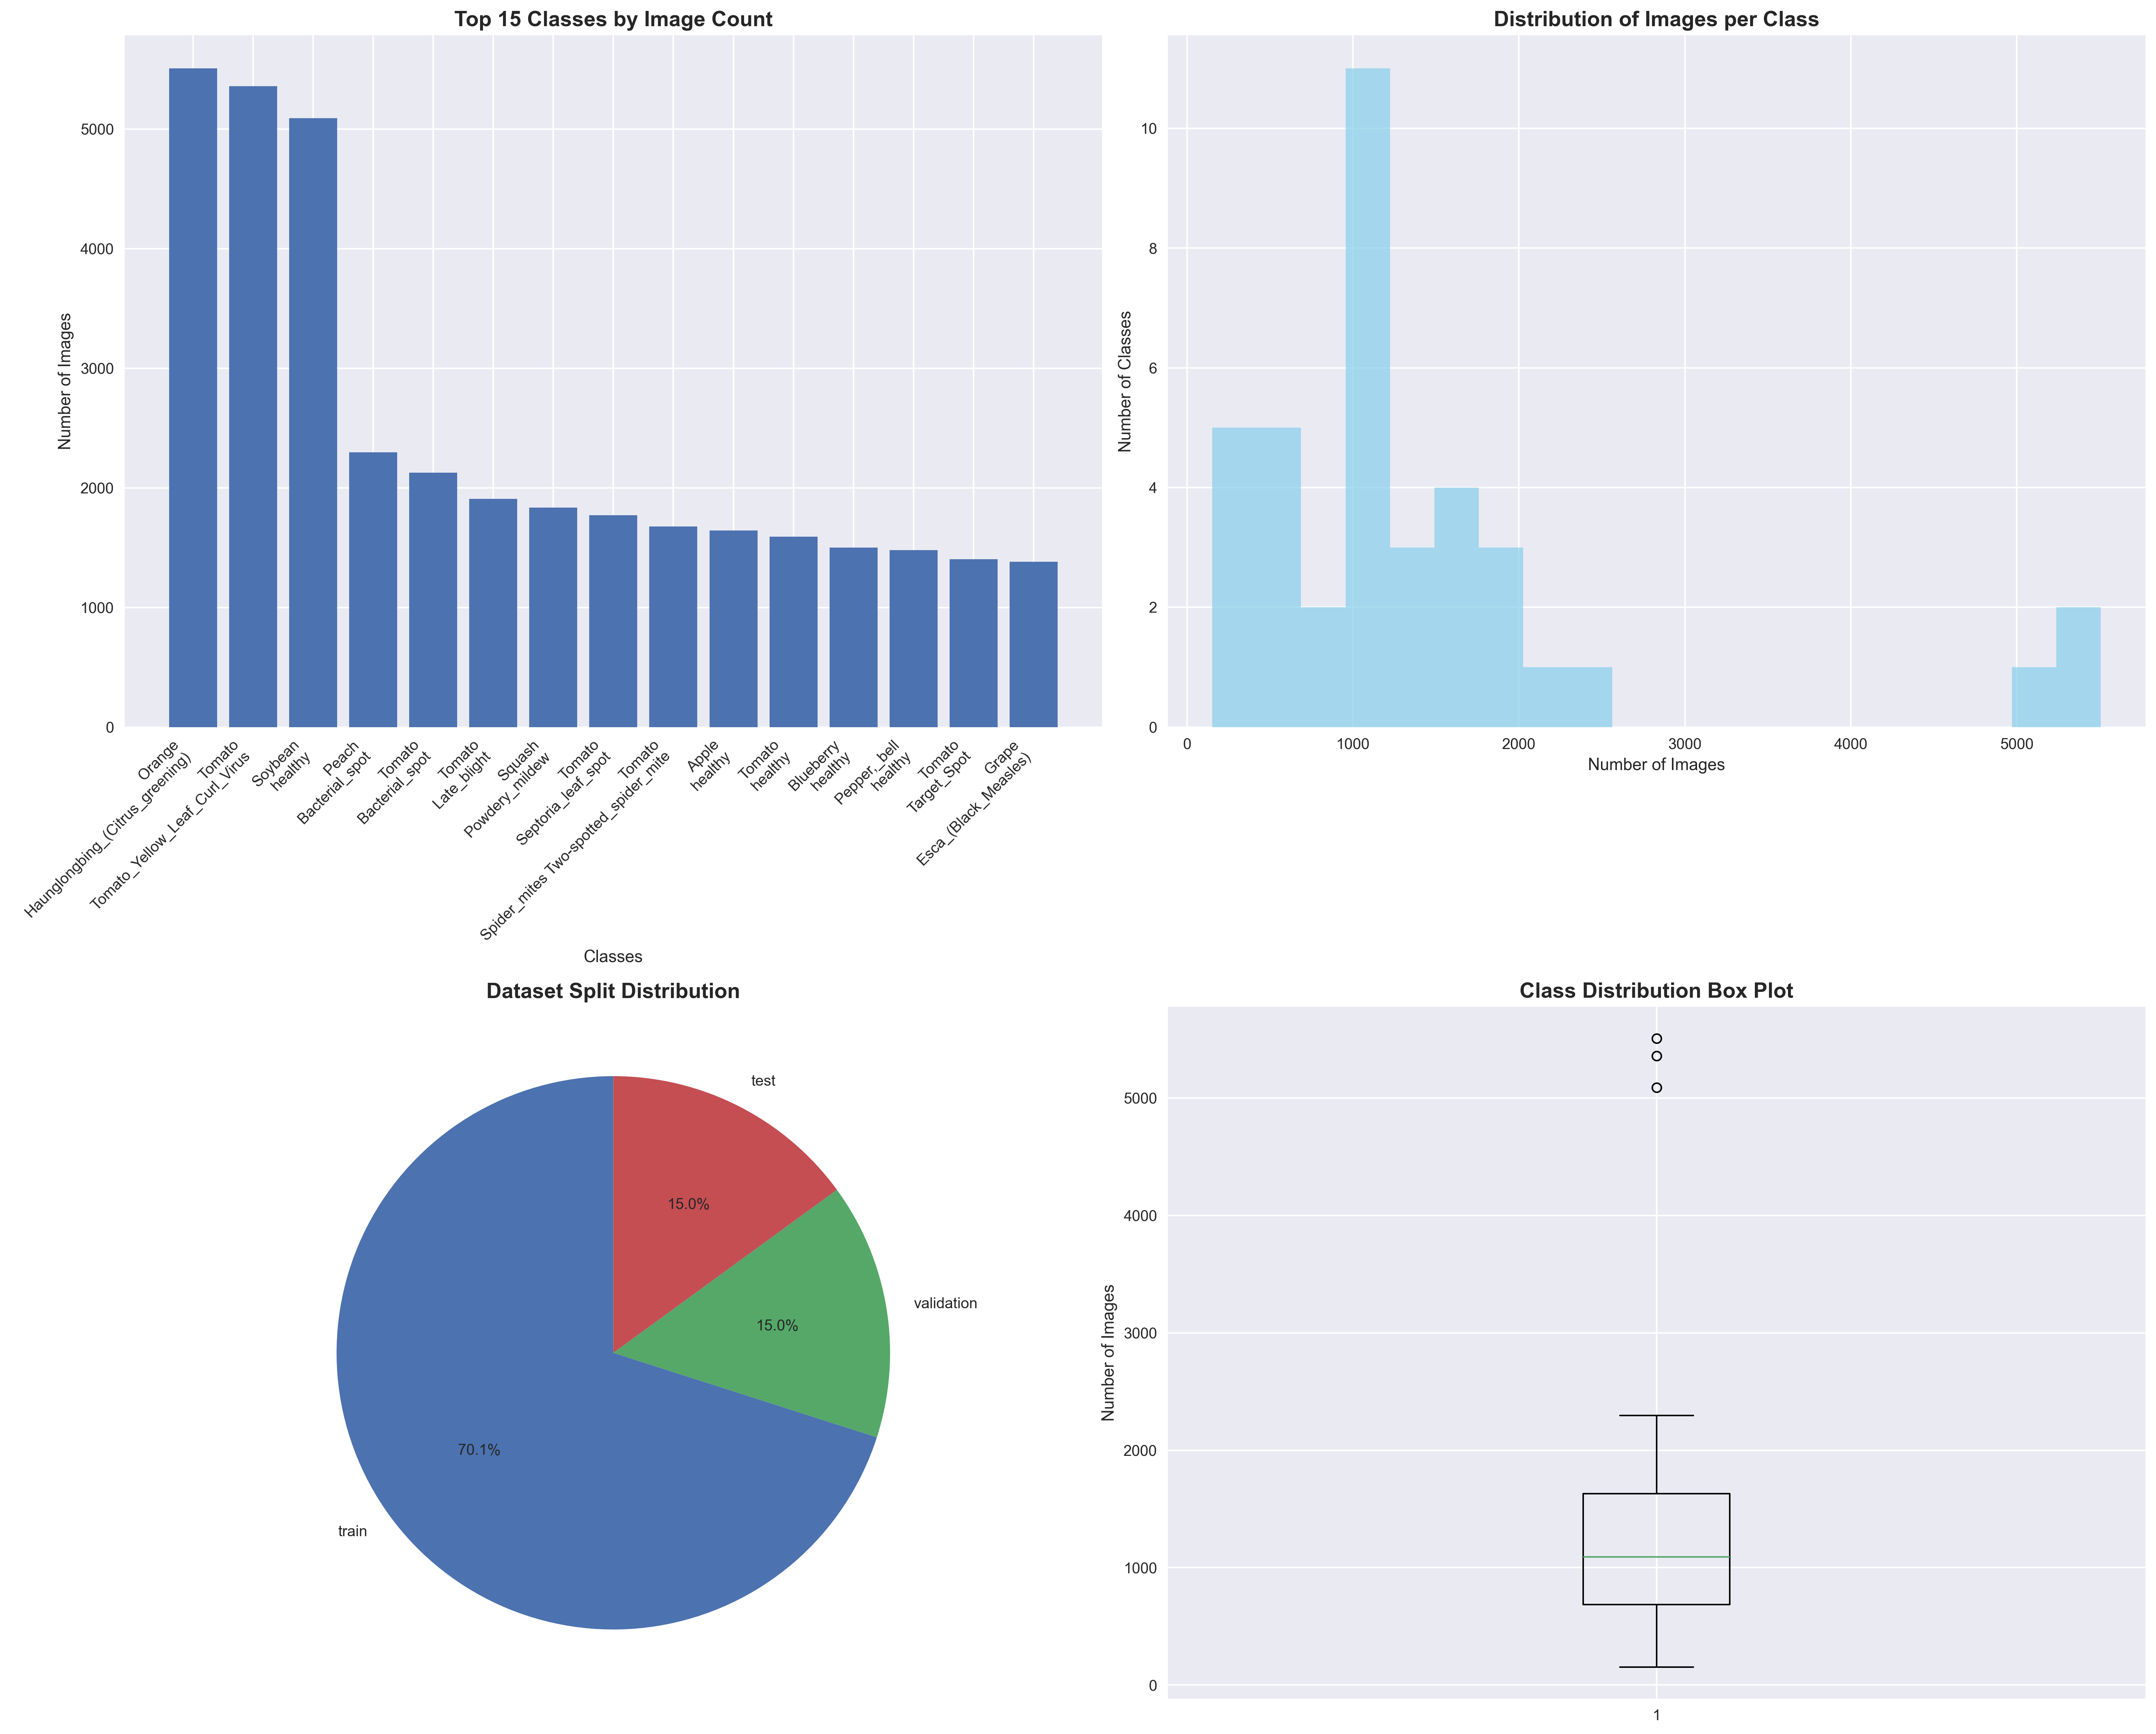 Top 15 Classes by Image Count
Number of Images
5000
4000
3000
2000
1000
0
Orange
Haunglongbing_(Citrus_greening)
Tomato
Tomato_Yellow_Leaf_Curl_Virus
Soybean
healthy
Peach
Bacterial_spot
Tomato
Bacterial_spot
Tomato
Late_blight
Squash
Powdery_mildew
Tomato
Septoria_leaf_spot
Tomato
Spider_mites Two-spotted_spider_mite
Apple
healthy
Tomato
healthy
Blueberry
healthy
Pepper,_bell
healthy
Tomato
Target_Spot
Grape
Esca_(Black_Measles)
Classes
Distribution of Images per Class
Number of Classes
10
8
6
4
2
0
0
1000
2000
3000
4000
5000
Number of Images
Dataset Split Distribution
test
15.0%
validation
15.0%
70.1%
train
Class Distribution Box Plot
Number of Images
5000
4000
3000
2000
1000
0
1